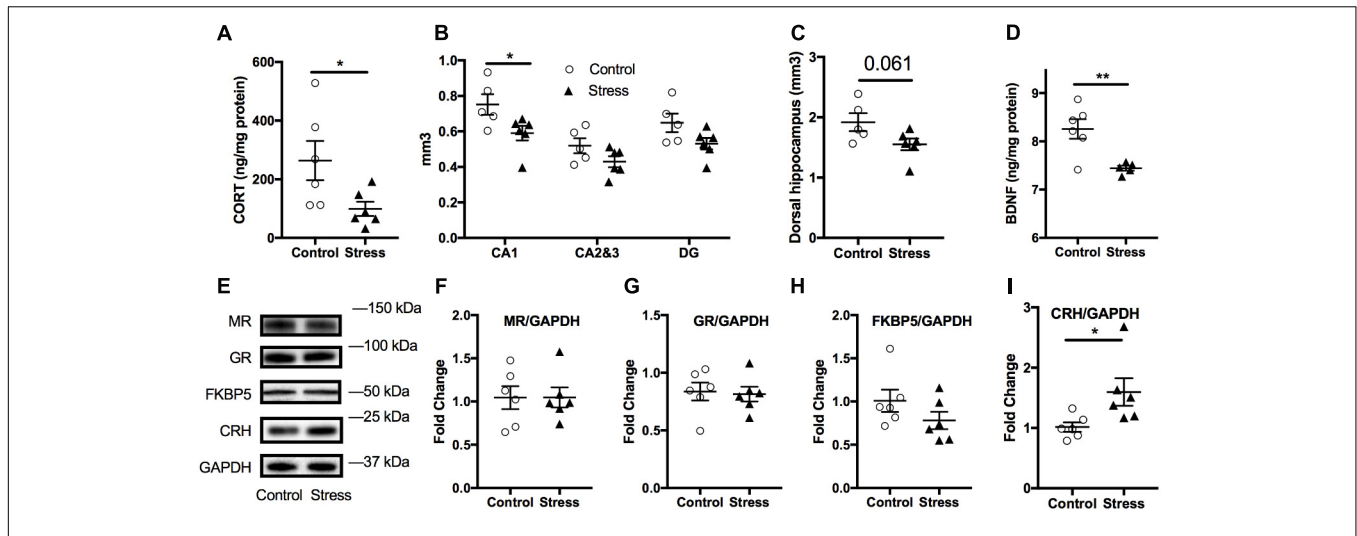 A
CORT (ng/mg protein)
600
400
200
0
*
Control Stress
B
mm3
1.0
0.8
0.6
0.4
0.2
0.0
*
Control
Stress
CA1 CA2&3 DG
C
Dorsal hippocampus (mm3)
3
2
1
0
0.061
Control Stress
D
BDNF (ng/mg protein)
9
8
7
6
**
Control Stress
E
MR
GR
FKBP5
CRH
GAPDH
—150 kDa
—100 kDa
—50 kDa
—25 kDa
—37 kDa
Control Stress
F
Fold Change
2.0
1.5
1.0
0.5
0.0
MR/GAPDH
Control Stress
G
Fold Change
1.5
1.0
0.5
0.0
GR/GAPDH
Control Stress
H
Fold Change
2.0
1.5
1.0
0.5
0.0
FKBP5/GAPDH
Control Stress
I
Fold Change
3
2
1
0
CRH/GAPDH
*
Control Stress